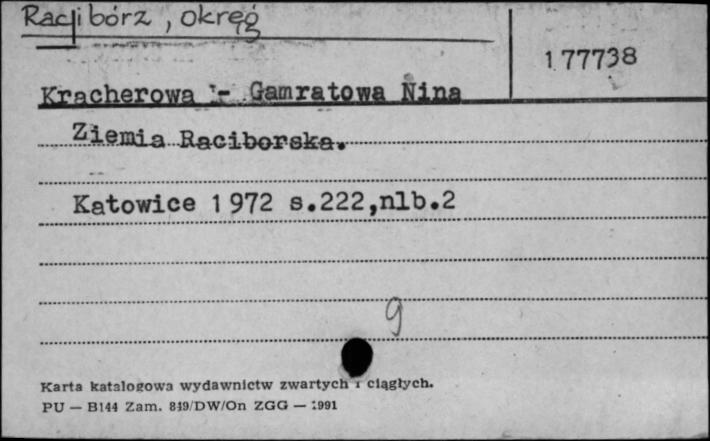 Racibórz, okręg
177738
Kracherowa - Gamratowa Nina
Ziemia Raciborska.
Katowice 1972 s.222,nlb.2
g
Karta katalogowa wydawnictw zwartych i ciągłych.
PU — B144 Zam. 849/DW/On ZGG — 1991